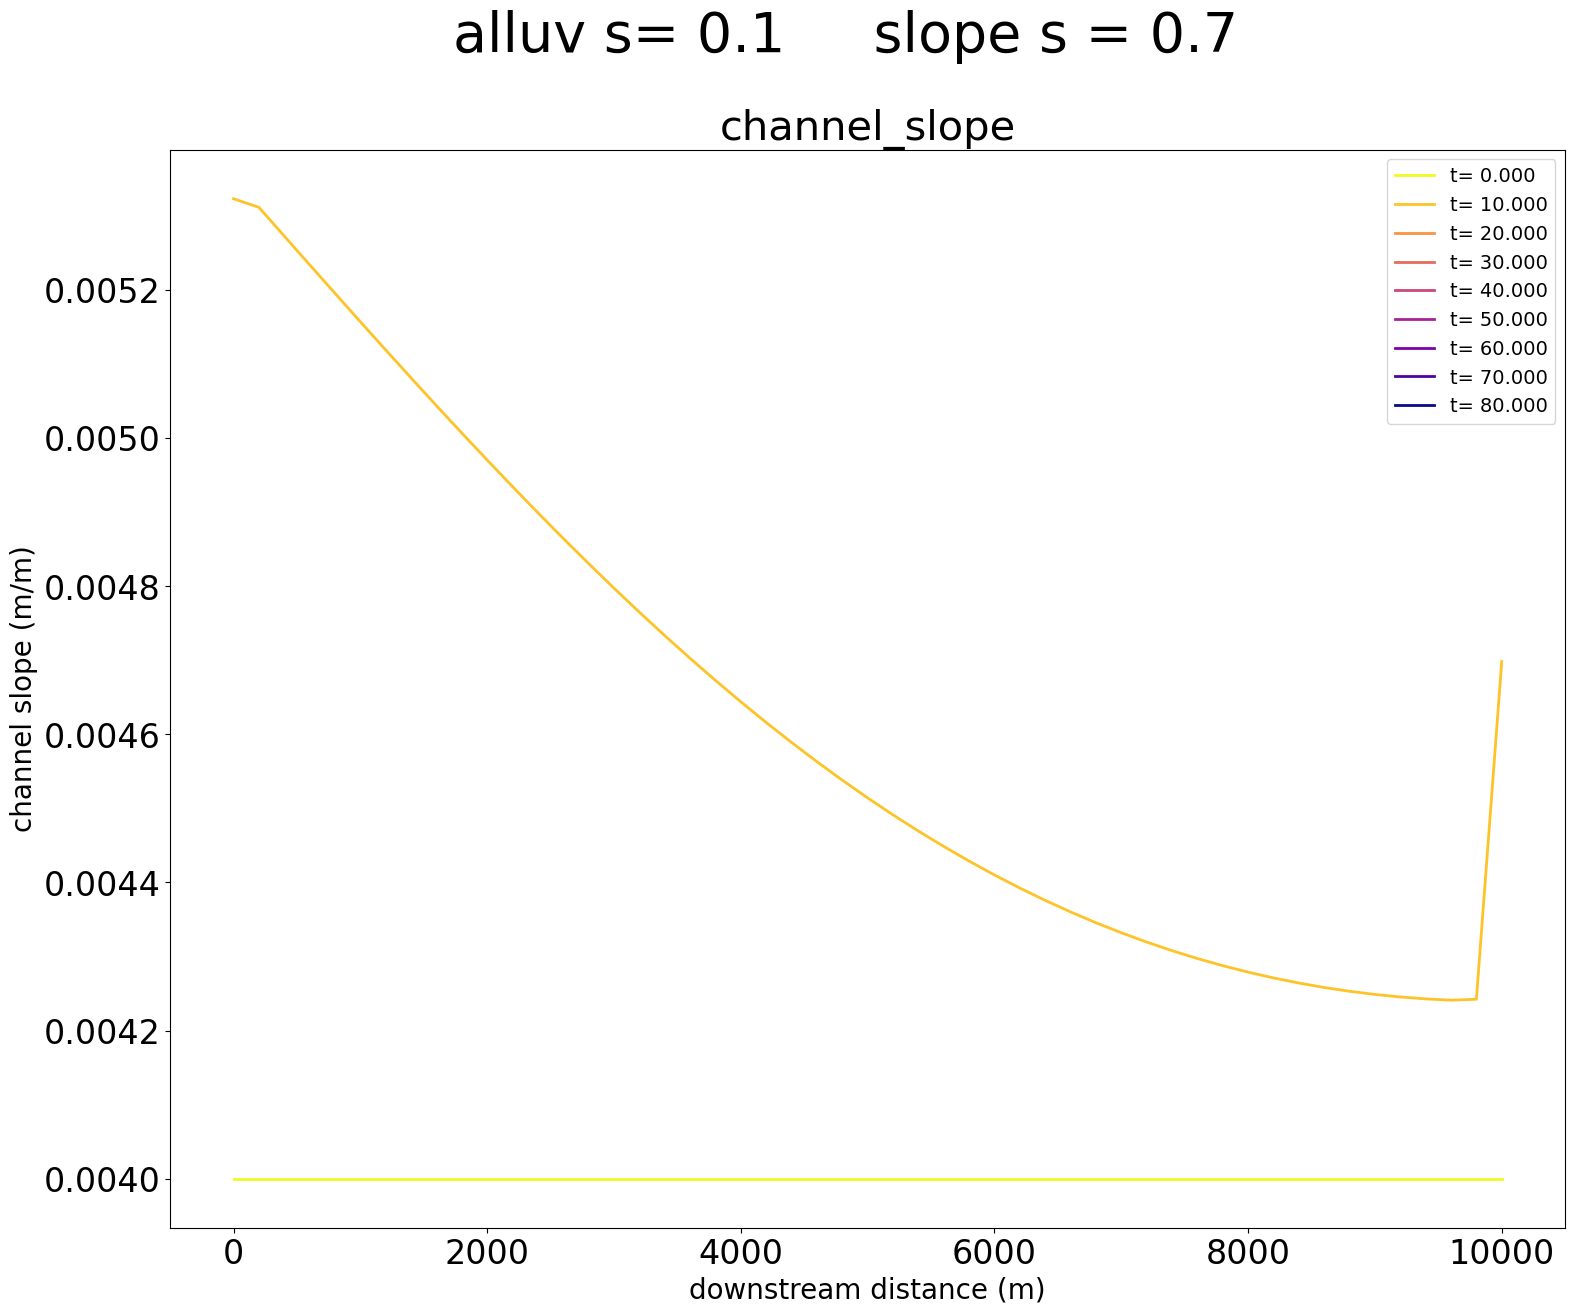 alluv s= 0.1     slope s = 0.7
channel_slope
t= 0.000
t= 10.000
t= 20.000
t= 30.000
t= 40.000
t= 50.000
t= 60.000
t= 70.000
t= 80.000
channel slope (m/m)
0.0052
0.0050
0.0048
0.0046
0.0044
0.0042
0.0040
0
2000
4000
6000
8000
10000
downstream distance (m)